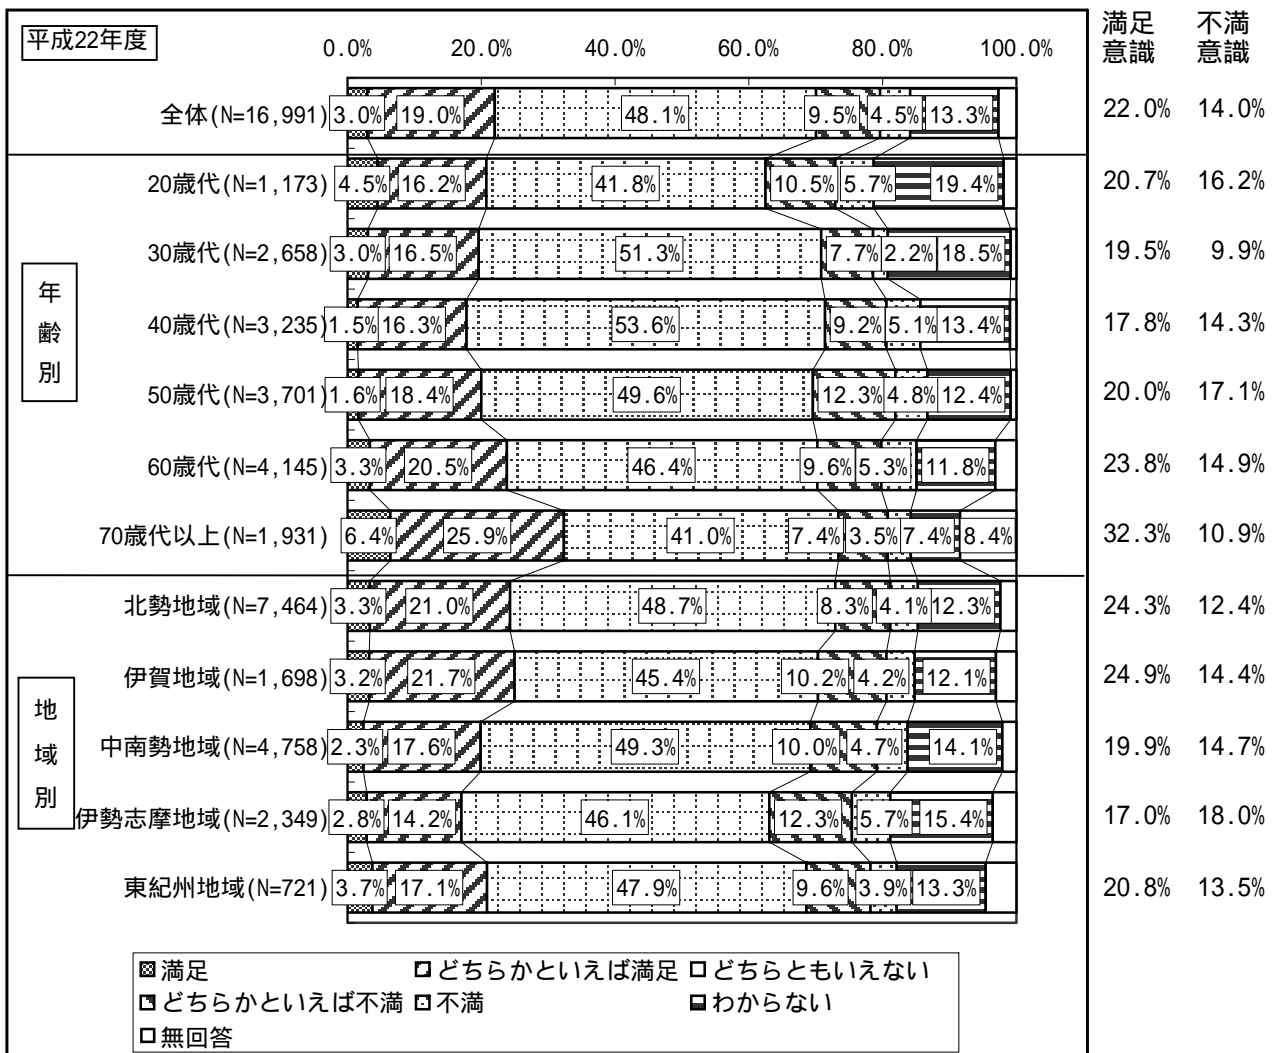 平成22年度
0.0% 20.0% 40.0% 60.0% 80.0% 100.0%
満足意識 不満意識
全体(N=16,991) 3.0% 19.0% 48.1% 9.5% 4.5% 13.3% 22.0% 14.0%
年齢別
20歳代(N=1,173) 4.5% 16.2% 41.8% 10.5% 5.7% 19.4% 20.7% 16.2%
30歳代(N=2,658) 3.0% 16.5% 51.3% 7.7% 2.2% 18.5% 19.5% 9.9%
40歳代(N=3,235) 1.5% 16.3% 53.6% 9.2% 5.1% 13.4% 17.8% 14.3%
50歳代(N=3,701) 1.6% 18.4% 49.6% 12.3% 4.8% 12.4% 20.0% 17.1%
60歳代(N=4,145) 3.3% 20.5% 46.4% 9.6% 5.3% 11.8% 23.8% 14.9%
70歳代以上(N=1,931) 6.4% 25.9% 41.0% 7.4% 3.5% 7.4% 8.4% 32.3% 10.9%
地域別
北勢地域(N=7,464) 3.3% 21.0% 48.7% 8.3% 4.1% 12.3% 24.3% 12.4%
伊賀地域(N=1,698) 3.2% 21.7% 45.4% 10.2% 4.2% 12.1% 24.9% 14.4%
中南勢地域(N=4,758) 2.3% 17.6% 49.3% 10.0% 4.7% 14.1% 19.9% 14.7%
伊勢志摩地域(N=2,349) 2.8% 14.2% 46.1% 12.3% 5.7% 15.4% 17.0% 18.0%
東紀州地域(N=721) 3.7% 17.1% 47.9% 9.6% 3.9% 13.3% 20.8% 13.5%
満足 どちらかといえば満足 どちらともいえない
どちらかといえば不満 不満 わからない
無回答